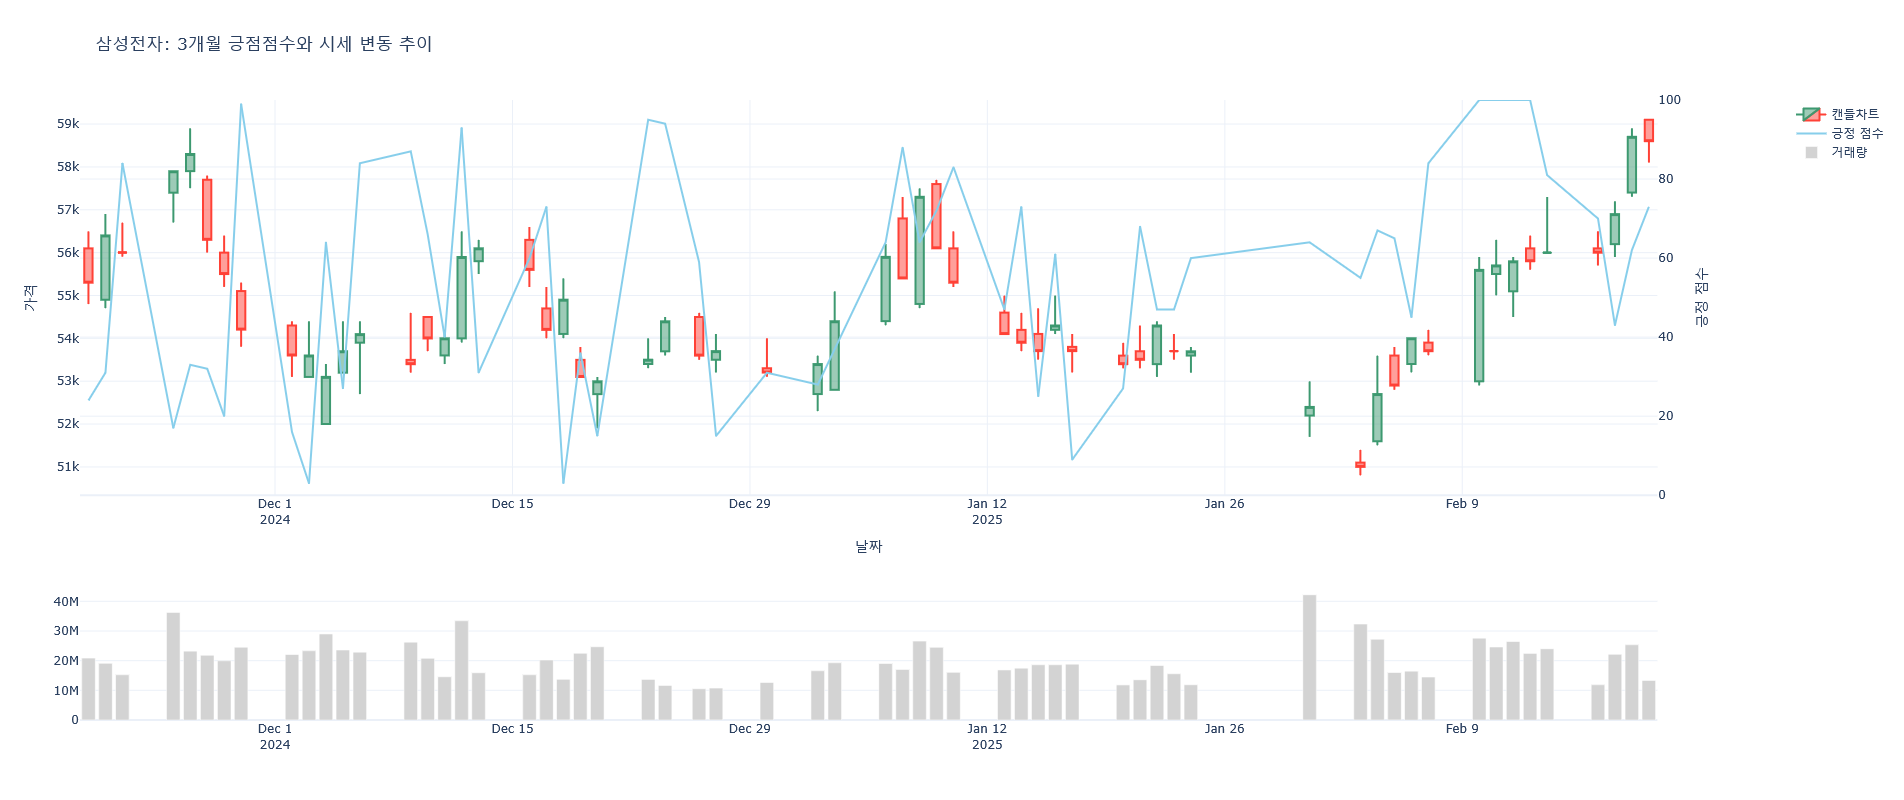 삼성전자: 3개월 긍정점수와 시세 변동 추이
59k
58k
57k
56k
55k
54k
53k
52k
51k
가격
100
80
60
40
20
0
긍정 점수
캔들차트
긍정 점수
거래량
Dec 1
2024
Dec 15
Dec 29
Jan 12
2025
Jan 26
Feb 9
날짜
40M
30M
20M
10M
0
Dec 1
2024
Dec 15
Dec 29
Jan 12
2025
Jan 26
Feb 9